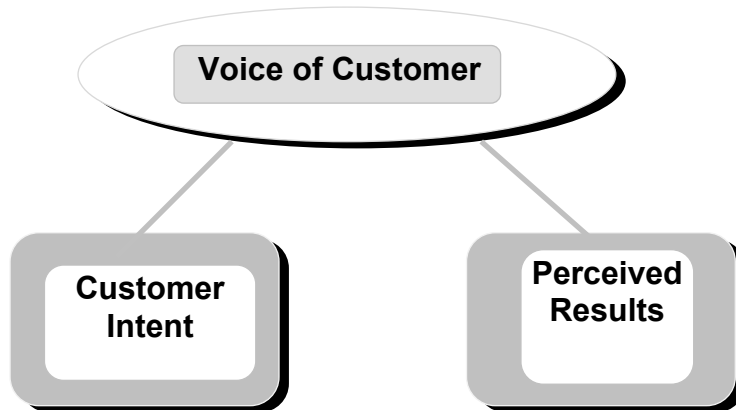 Voice of Customer
Customer
Intent
Perceived
Results